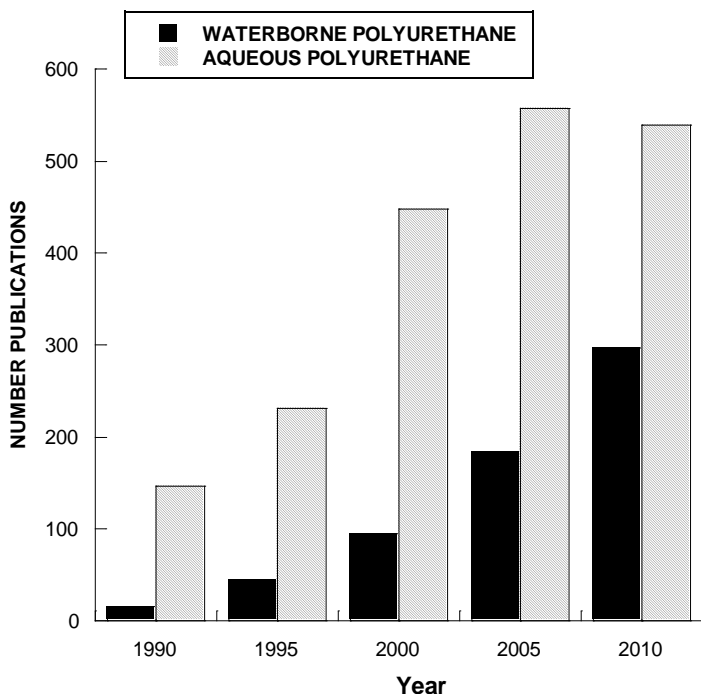 WATERBORNE POLYURETHANE
AQUEOUS POLYURETHANE
600
500
400
300
200
100
0
NUMBER PUBLICATIONS
1990 1995 2000 2005 2010
Year